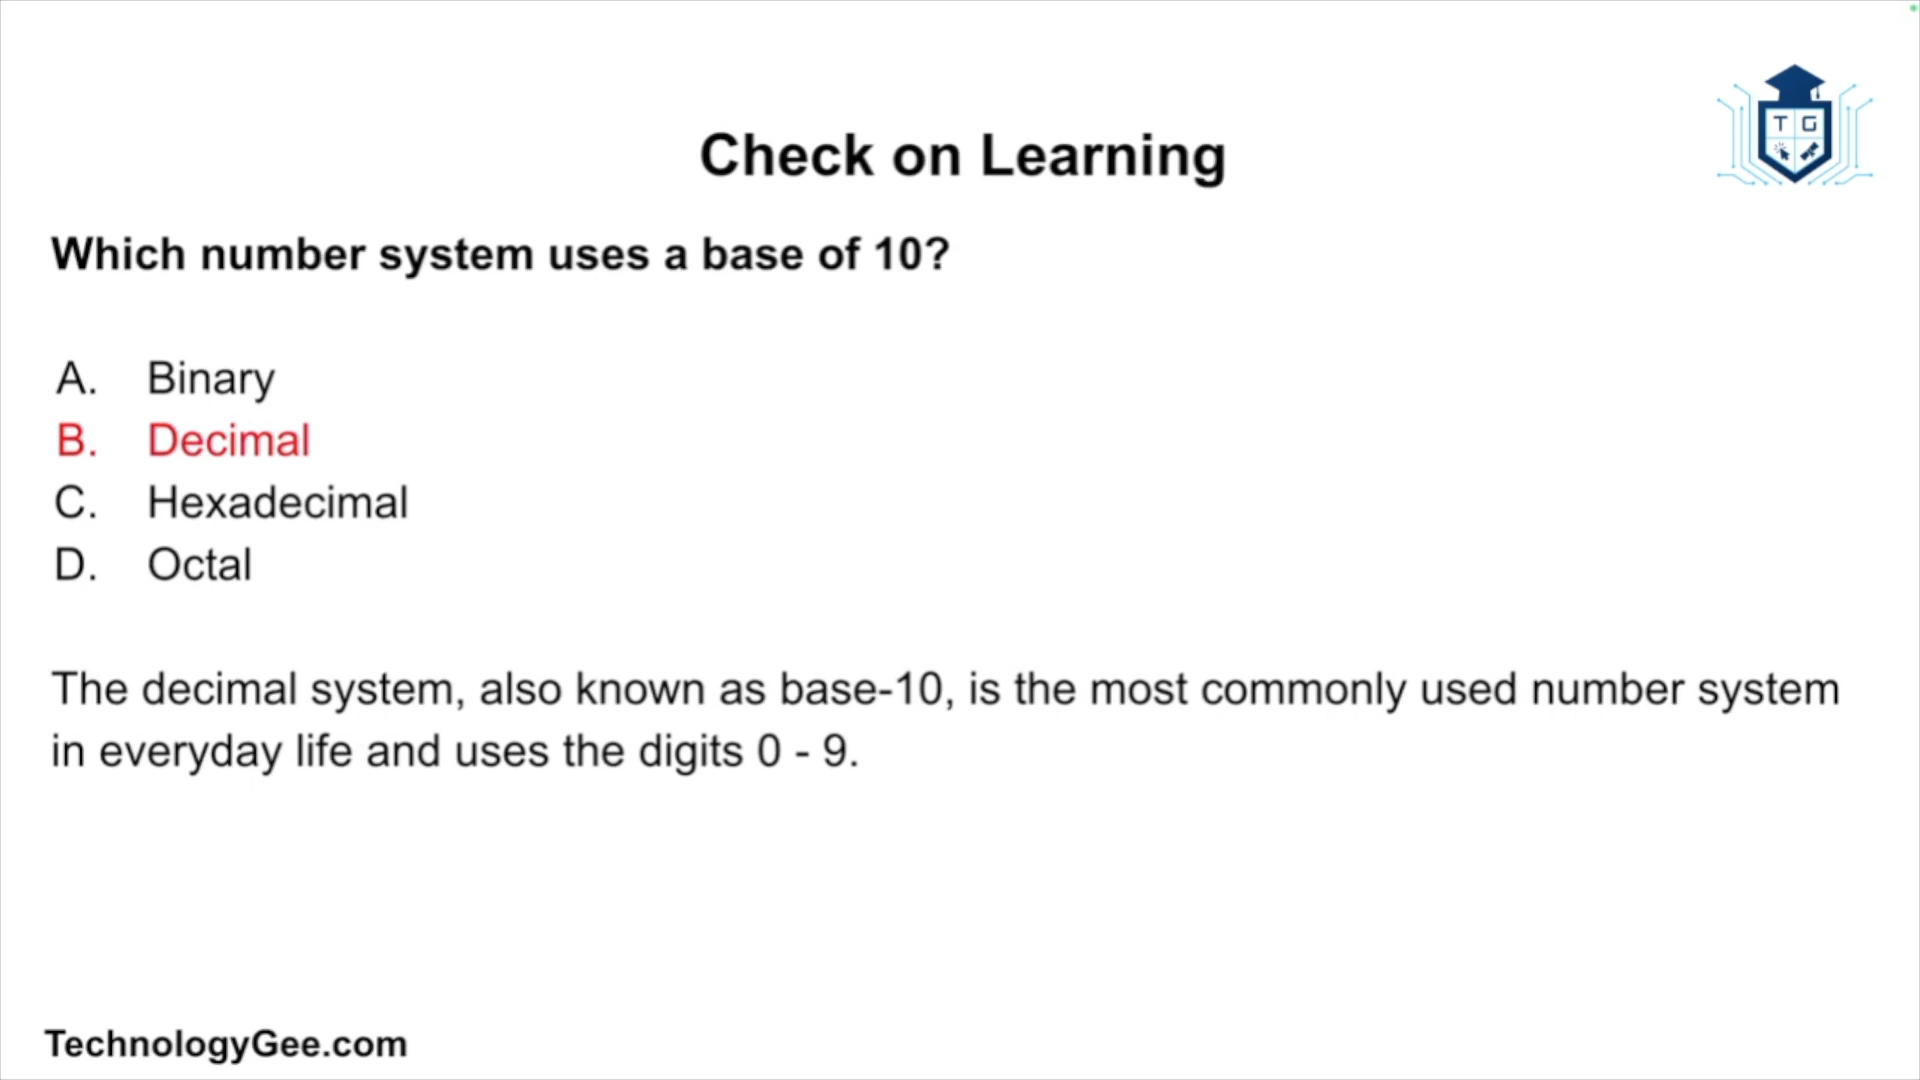 T G
Check on Learning
Which number system uses a base of 10?
A. Binary
B. Decimal
C. Hexadecimal
D. Octal
The decimal system, also known as base-10, is the most commonly used number system
in everyday life and uses the digits 0 - 9.
TechnologyGee.com